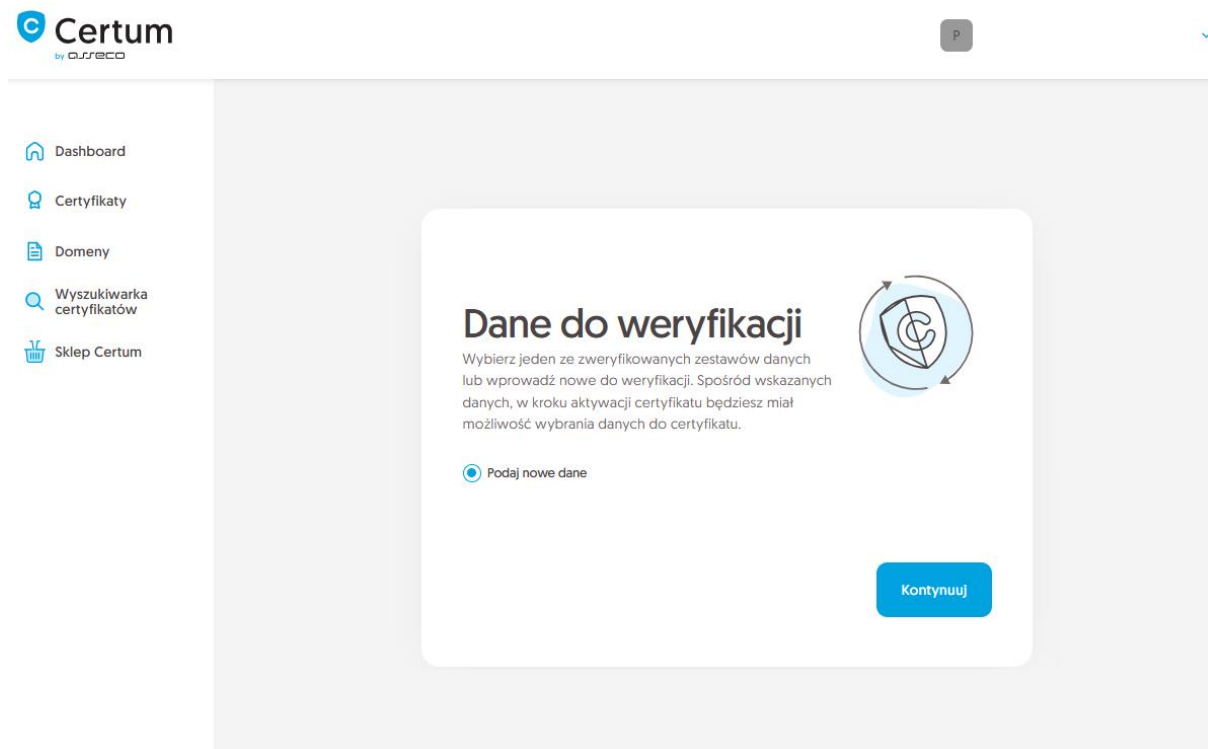 Certum
by asseco
P
Dashboard
Certyfikaty
Domeny
Wyszukiwarka
certyfikatów
Sklep Certum
Dane do weryfikacji
Wybierz jeden ze zweryfikowanych zestawów danych
lub wprowadź nowe do weryfikacji. Spośród wskazanych
danych, w kroku aktywacji certyfikatu będziesz miał
możliwość wybrania danych do certyfikatu.
Podaj nowe dane
Kontynuuj